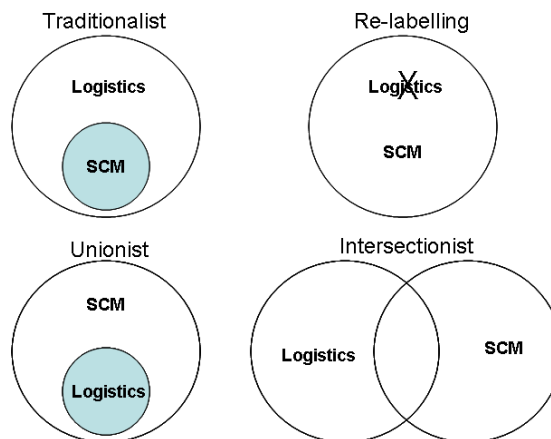 Traditionalist
Re-labelling
Logistics
Logistics
SCM
SCM
Unionist
Intersectionist
SCM
Logistics
SCM
Logistics